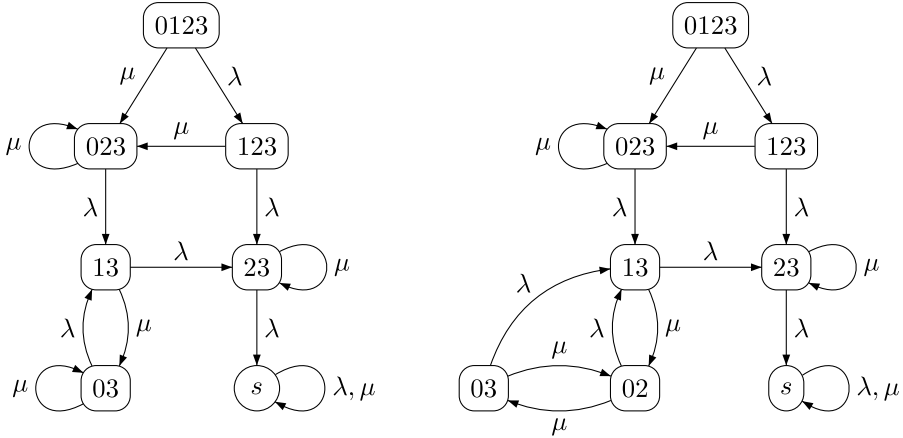 0123 0123
μ λ μ λ
μ 023 μ 123 μ 023 μ 123
λ λ λ λ
13 λ 23 μ 13 λ 23 μ
λ
λ μ λ μ λ λ μ λ
μ 03 s λ, μ 03 μ 02 s λ, μ
μ